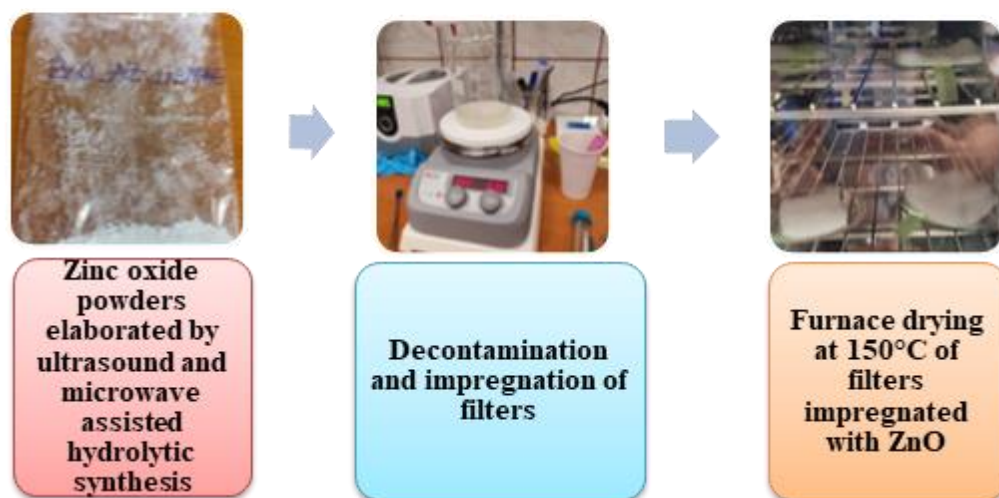 Zinc oxide
powders
elaborated by
ultrasound and
microwave
assisted
hydrolytic
synthesis
Decontamination
and impregnation of
filters
Furnace drying
at 150°C of
filters
impregnated
with ZnO